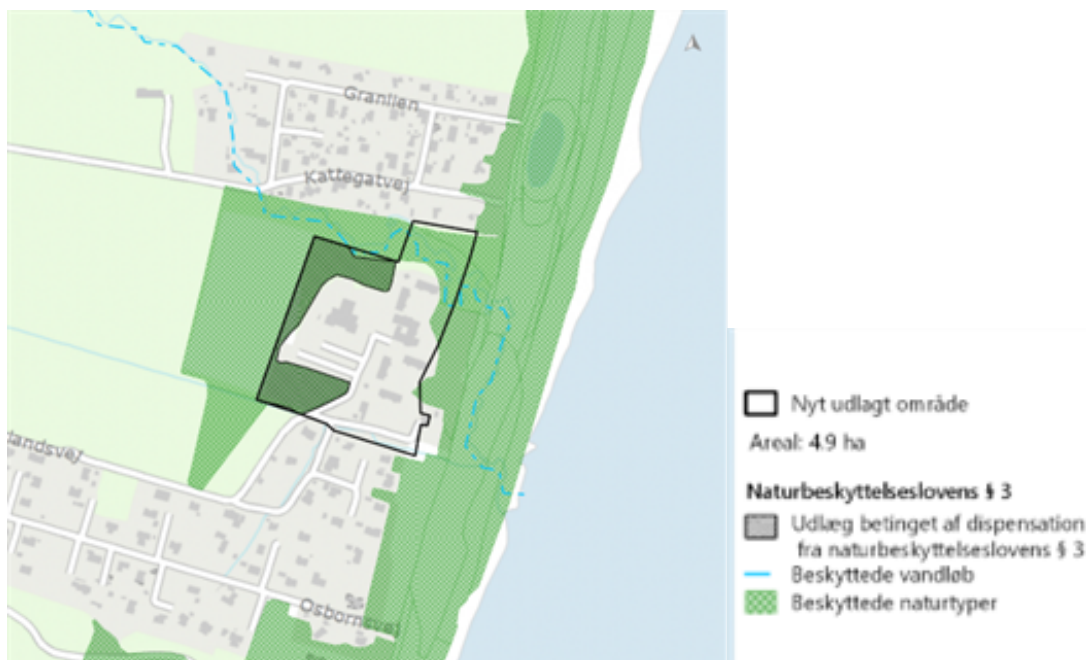 Granlien
Kattegatvej
landsvej
Osbornsvej
Nyt udlagt område
Areal: 4.9 ha
Naturbeskyttelseslovens § 3
Udlæg betinget af dispensation
fra naturbeskyttelseslovens § 3
Beskyttede vandløb
Beskyttede naturtyper